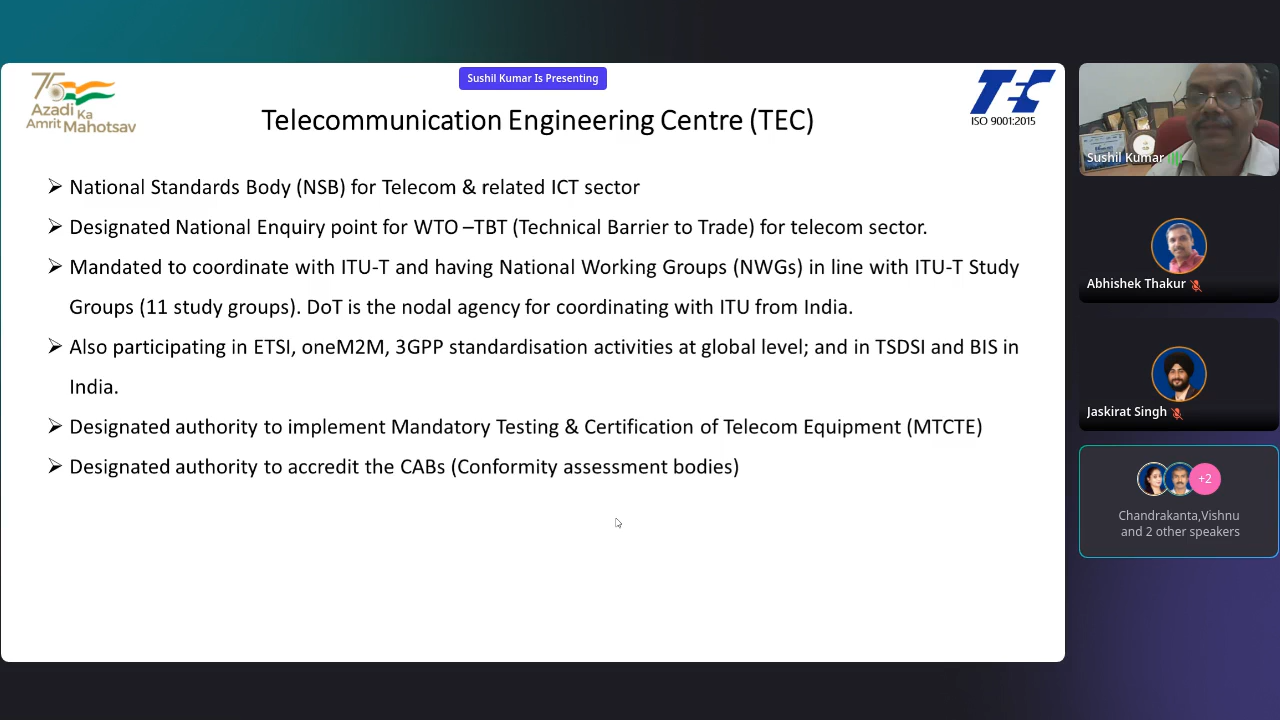 Sushil Kumar Is Presenting
75
Azadi Ka
Amrit Mahotsav
TEC
ISO 9001:2015
Telecommunication Engineering Centre (TEC)
➢ National Standards Body (NSB) for Telecom & related ICT sector
➢ Designated National Enquiry point for WTO –TBT (Technical Barrier to Trade) for telecom sector.
➢ Mandated to coordinate with ITU-T and having National Working Groups (NWGs) in line with ITU-T Study
Groups (11 study groups). DoT is the nodal agency for coordinating with ITU from India.
➢ Also participating in ETSI, oneM2M, 3GPP standardisation activities at global level; and in TSDSI and BIS in
India.
➢ Designated authority to implement Mandatory Testing & Certification of Telecom Equipment (MTCTE)
➢ Designated authority to accredit the CABs (Conformity assessment bodies)
Sushil Kumar
Abhishek Thakur
Jaskirat Singh
+2
Chandrakanta,Vishnu
and 2 other speakers